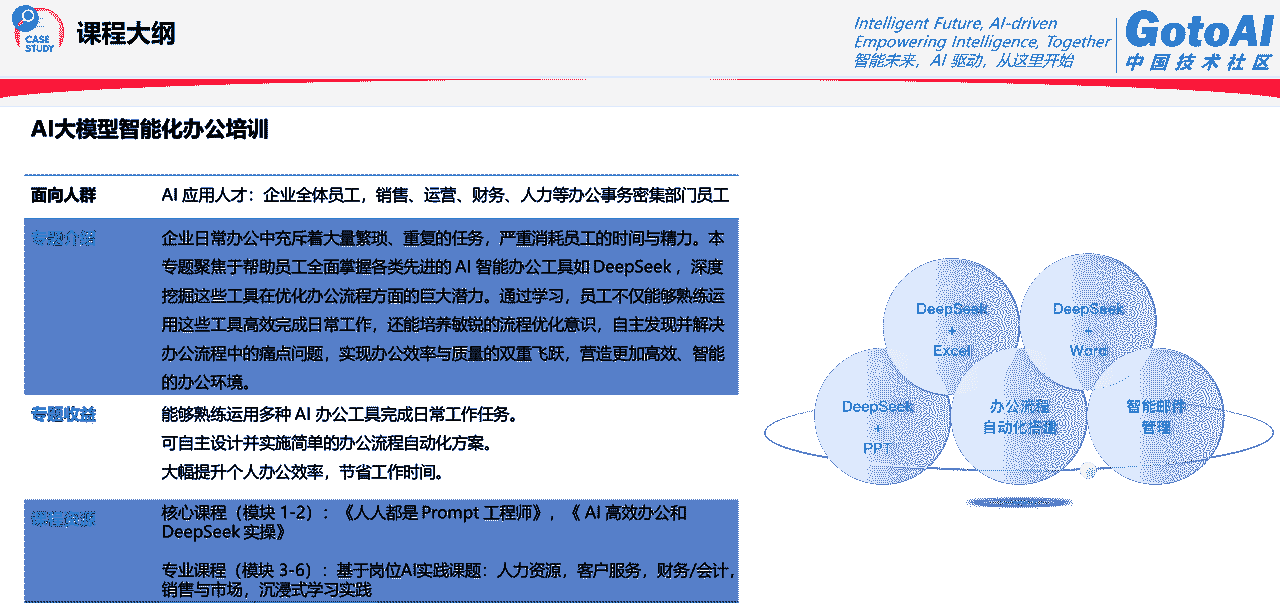 CASE
STUDY
课程大纲
Intelligent Future, AI-driven
Empowering Intelligence, Together
智能未来，AI 驱动，从这里开始
GotoAI
中国技术社区
AI大模型智能化办公培训
面向人群
AI 应用人才：企业全体员工，销售、运营、财务、人力等办公事务密集部门员工
专题介绍
企业日常办公中充斥着大量繁琐、重复的任务，严重消耗员工的时间与精力。本
专题聚焦于帮助员工全面掌握各类先进的 AI 智能办公工具如 DeepSeek ，深度
挖掘这些工具在优化办公流程方面的巨大潜力。通过学习，员工不仅能够熟练运
用这些工具高效完成日常工作，还能培养敏锐的流程优化意识，自主发现并解决
办公流程中的痛点问题，实现办公效率与质量的双重飞跃，营造更加高效、智能
的办公环境。
专题收益
能够熟练运用多种 AI 办公工具完成日常工作任务。
可自主设计并实施简单的办公流程自动化方案。
大幅提升个人办公效率，节省工作时间。
核心课程（模块 1-2）：《人人都是 Prompt 工程师》，《 AI 高效办公和
DeepSeek 实操》
专业课程（模块 3-6）：基于岗位AI实践课题：人力资源，客户服务，财务/会计，
销售与市场，沉浸式学习实践
DeepSeek
+
Excel
DeepSeek
+
Word
DeepSeek
+
PPT
办公流程
自动化搭建
智能邮件
管理